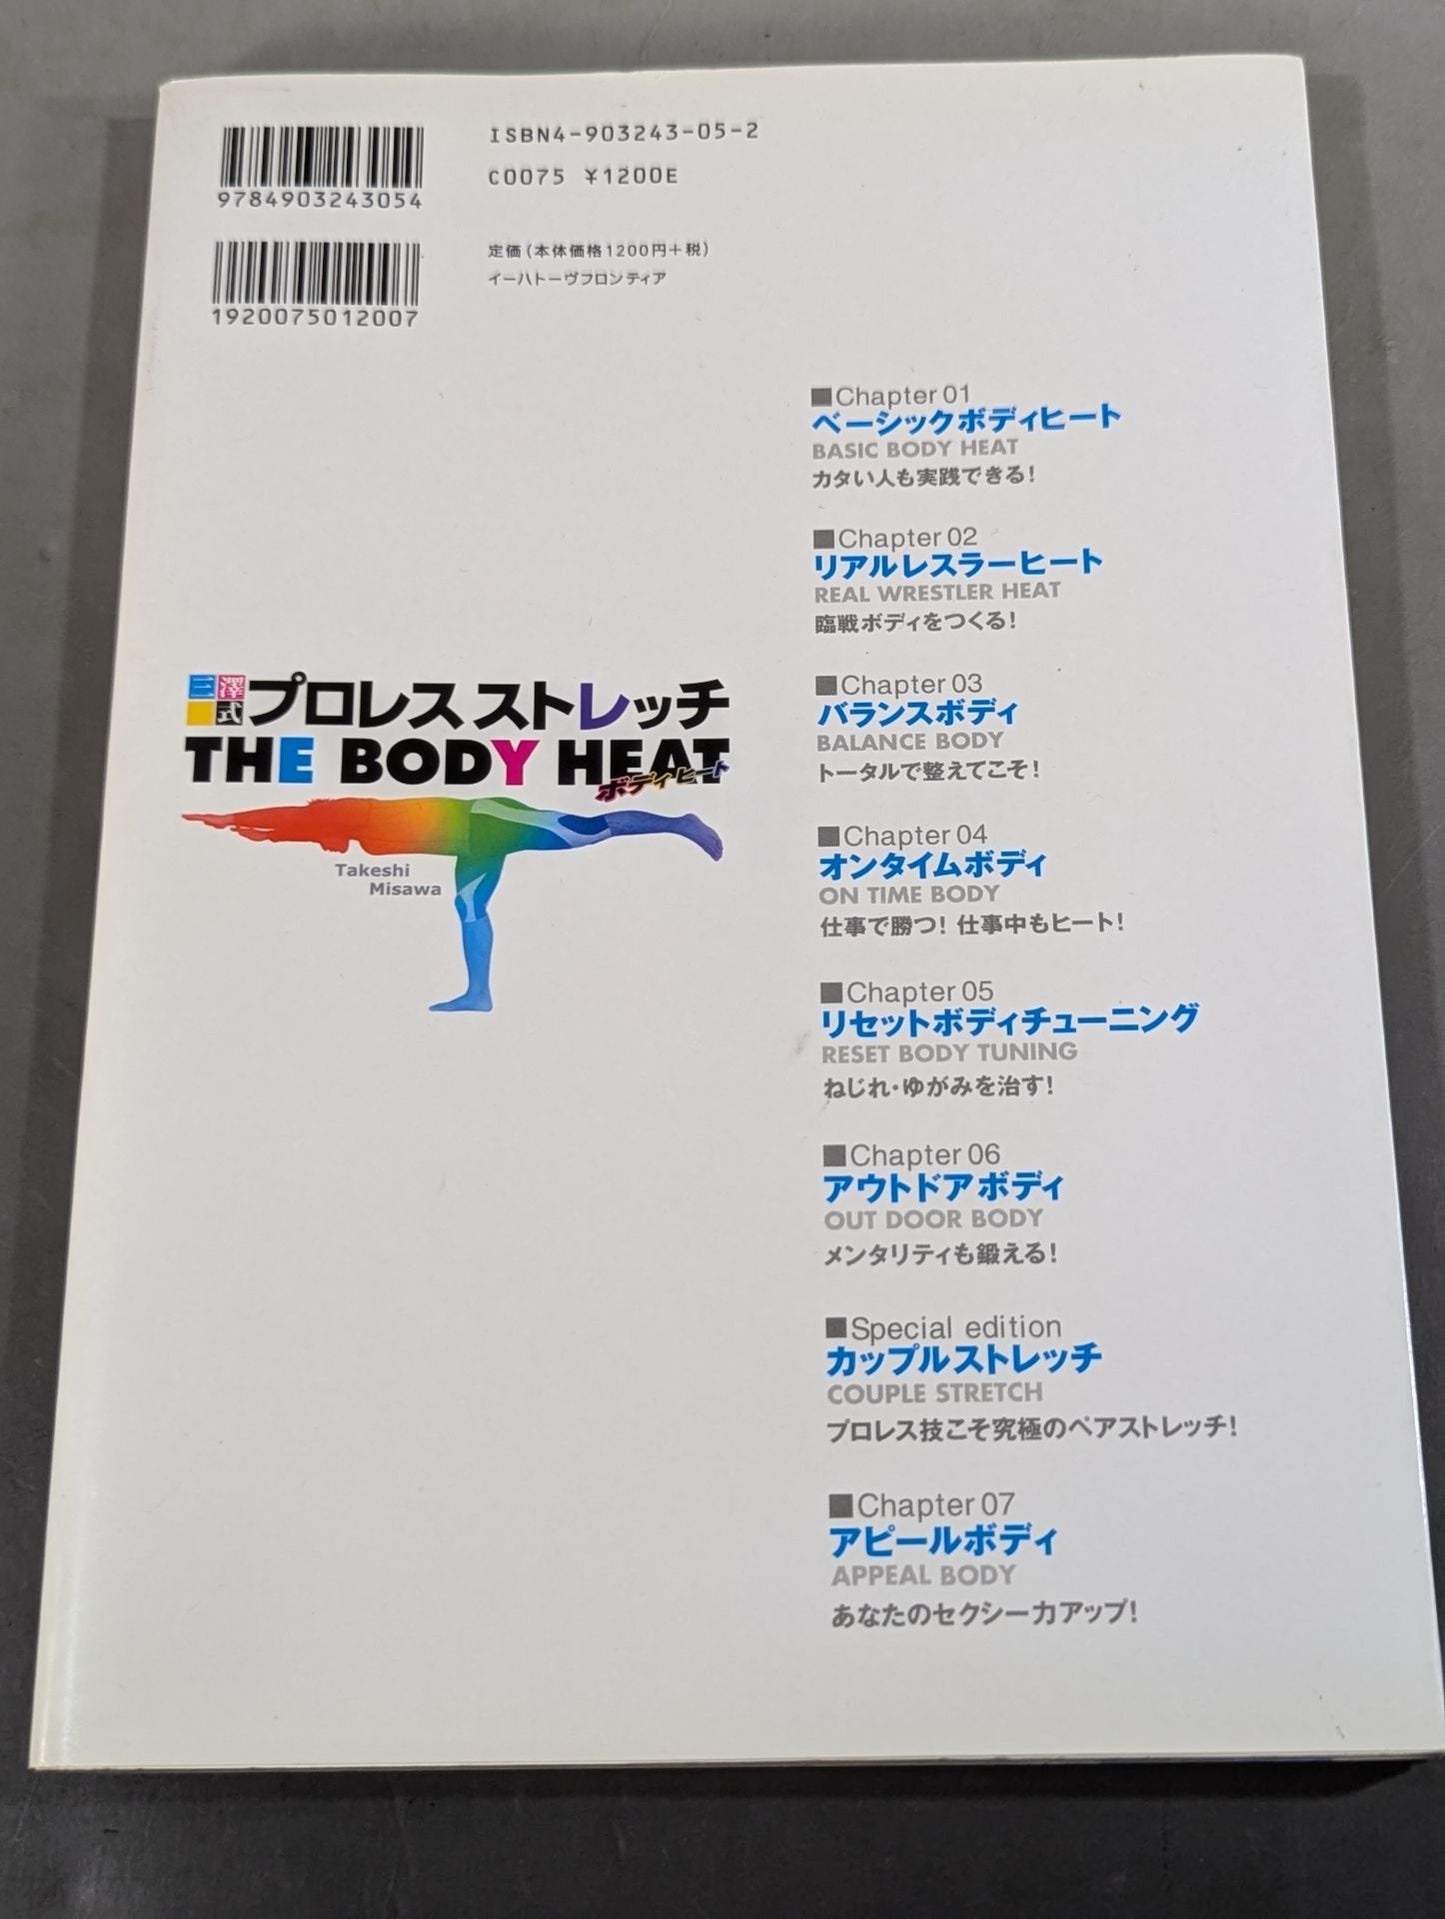 ISBN4-903243-05-2
C0075 ¥1200E
9784903243054
定価(本体価格1200円+税)
イーハトーヴフロンティア
1920075012007
三澤威プロレスストレッチ
THE BODY HEAT
ボディヒート
Takeshi
Misawa
■Chapter 01
ベーシックボディヒート
BASIC BODY HEAT
カタい人も実践できる!
■Chapter 02
リアルレスラーヒート
REAL WRESTLER HEAT
臨戦ボディをつくる!
■Chapter 03
バランスボディ
BALANCE BODY
トータルで整えてこそ!
■Chapter 04
オンタイムボディ
ON TIME BODY
仕事で勝つ! 仕事中もヒート!
■Chapter 05
リセットボディチューニング
RESET BODY TUNING
ねじれ・ゆがみを治す!
■Chapter 06
アウトドアボディ
OUT DOOR BODY
メンタリティも鍛える!
■Special edition
カップルストレッチ
COUPLE STRETCH
プロレス技こそ究極のペアストレッチ!
■Chapter 07
アピールボディ
APPEAL BODY
あなたのセクシー力アップ!